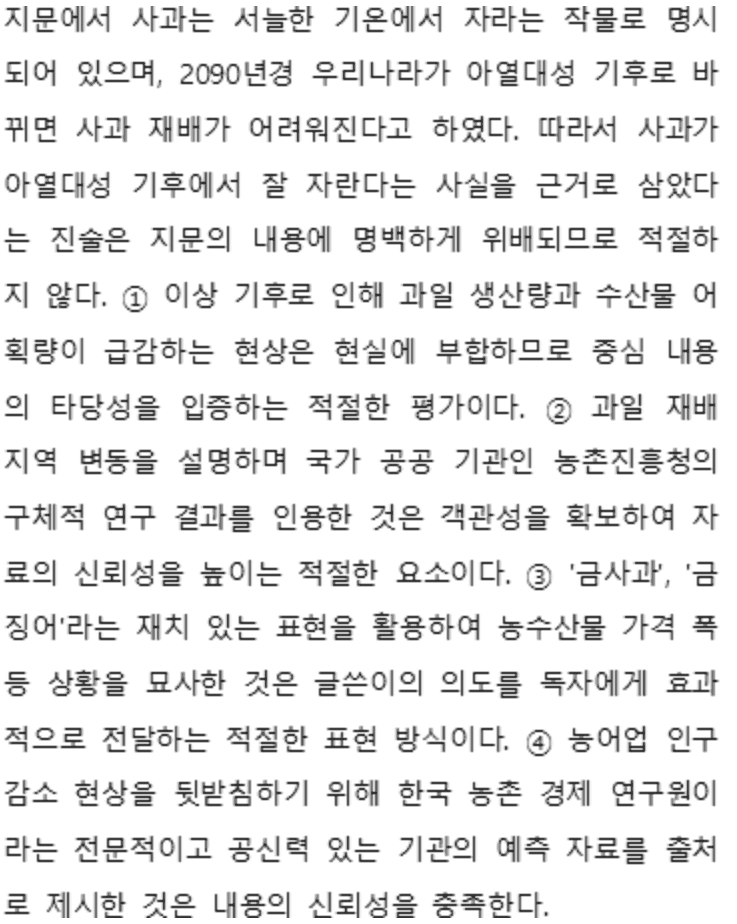 지문에서 사과는 서늘한 기온에서 자라는 작물로 명시
되어 있으며, 2090년경 우리나라가 아열대성 기후로 바
뀌면 사과 재배가 어려워진다고 하였다. 따라서 사과가
아열대성 기후에서 잘 자란다는 사실을 근거로 삼았다
는 진술은 지문의 내용에 명백하게 위배되므로 적절하
지 않다. ① 이상 기후로 인해 과일 생산량과 수산물 어
획량이 급감하는 현상은 현실에 부합하므로 중심 내용
의 타당성을 입증하는 적절한 평가이다. ② 과일 재배
지역 변동을 설명하며 국가 공공 기관인 농촌진흥청의
구체적 연구 결과를 인용한 것은 객관성을 확보하여 자
료의 신뢰성을 높이는 적절한 요소이다. ③ '금사과', '금
징어'라는 재치 있는 표현을 활용하여 농수산물 가격 폭
등 상황을 묘사한 것은 글쓴이의 의도를 독자에게 효과
적으로 전달하는 적절한 표현 방식이다. ④ 농어업 인구
감소 현상을 뒷받침하기 위해 한국 농촌 경제 연구원이
라는 전문적이고 공신력 있는 기관의 예측 자료를 출처
로 제시한 것은 내용의 신뢰성을 충족한다.